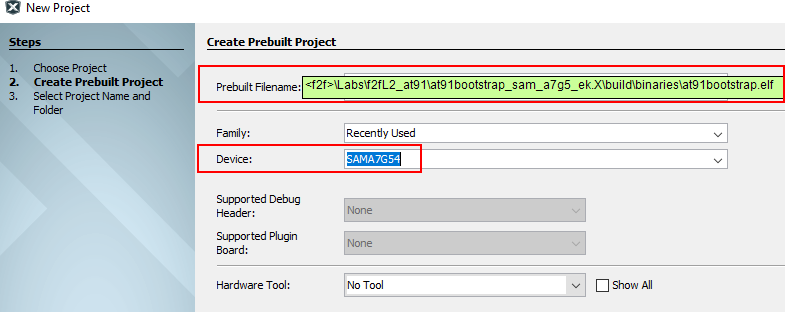 New Project
Steps
1. Choose Project
2. Create Prebuilt Project
3. Select Project Name and
Folder
Create Prebuilt Project
Prebuilt Filename: <f2f>\Labs\f2fL2_at91\at91bootstrap_sam_a7g5_ek.X\build\binaries\at91bootstrap.elf
Family: Recently Used
Device: SAMA7G54
Supported Debug
Header: None
Supported Plugin
Board: None
Hardware Tool: No Tool Show All